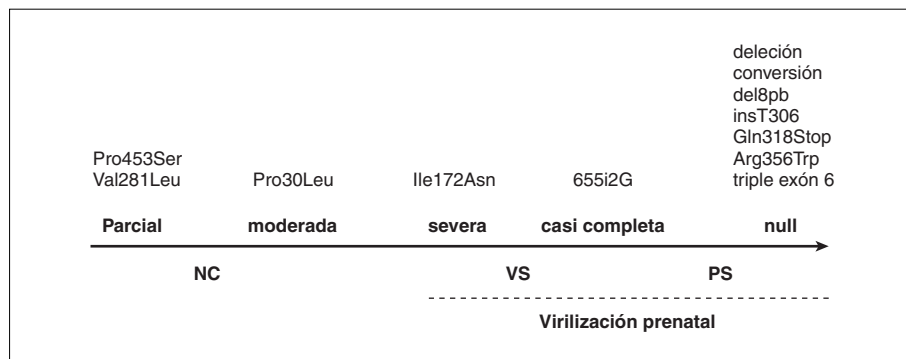 deleción
conversión
del8pb
insT306
Gln318Stop
Pro453Ser Arg356Trp
Val281Leu Pro30Leu Ile172Asn 655i2G triple exón 6
Parcial moderada severa casi completa null
NC VS PS
Virilización prenatal